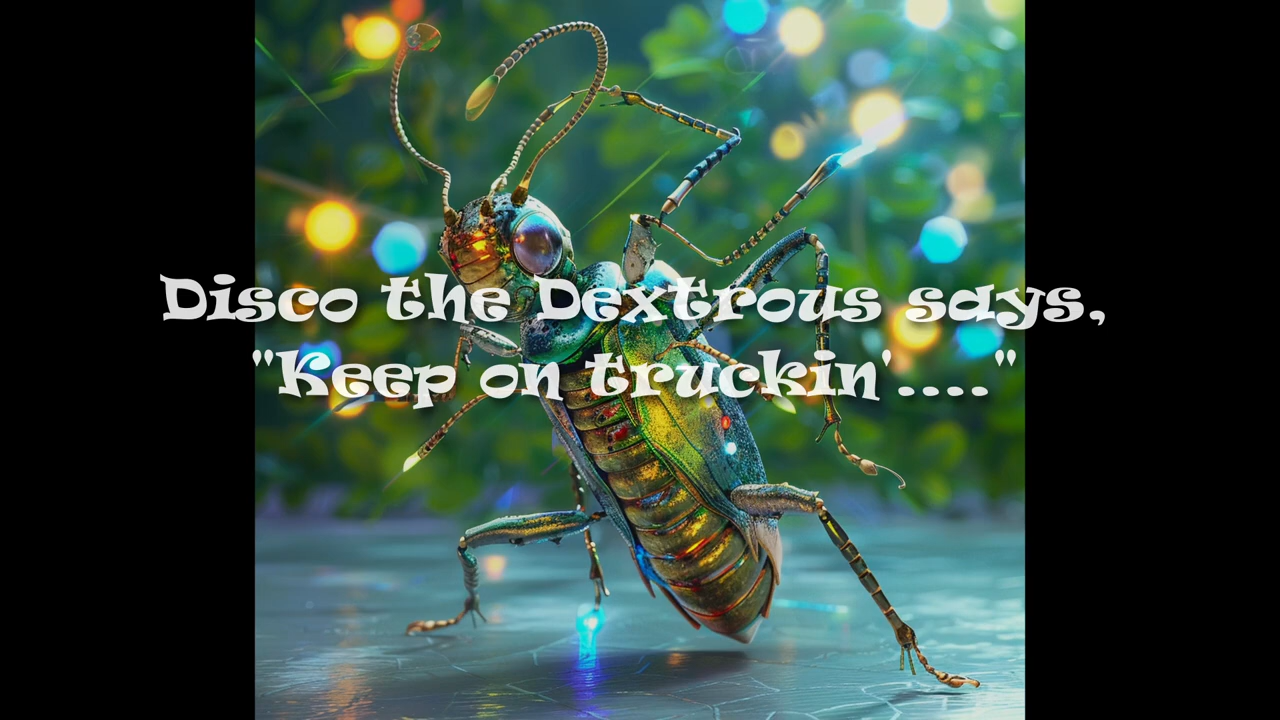 Disco the Dextrous says,
"Keep on truckin'...."